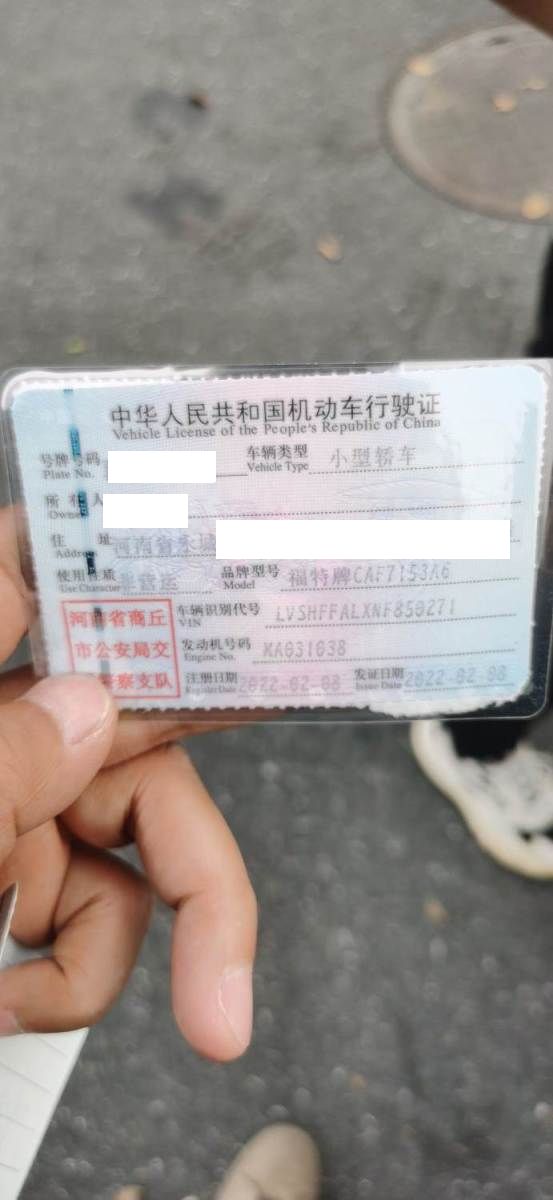 中华人民共和国机动车行驶证
Vehicle License of the People's Republic of China
号牌号码
Plate No.
车辆类型
Vehicle Type
小型轿车
所有人
Owner
住址
Address
河南省永城
使用性质
Use Character
非营运
品牌型号
Model
福特牌CAF7153A6
河南省商丘
市公安局交
警察支队
车辆识别代号
VIN
LVSHFFALXNF850271
发动机号码
Engine No.
KA031038
注册日期
Register Date
2022-02-08
发证日期
Issue Date
2022-02-08